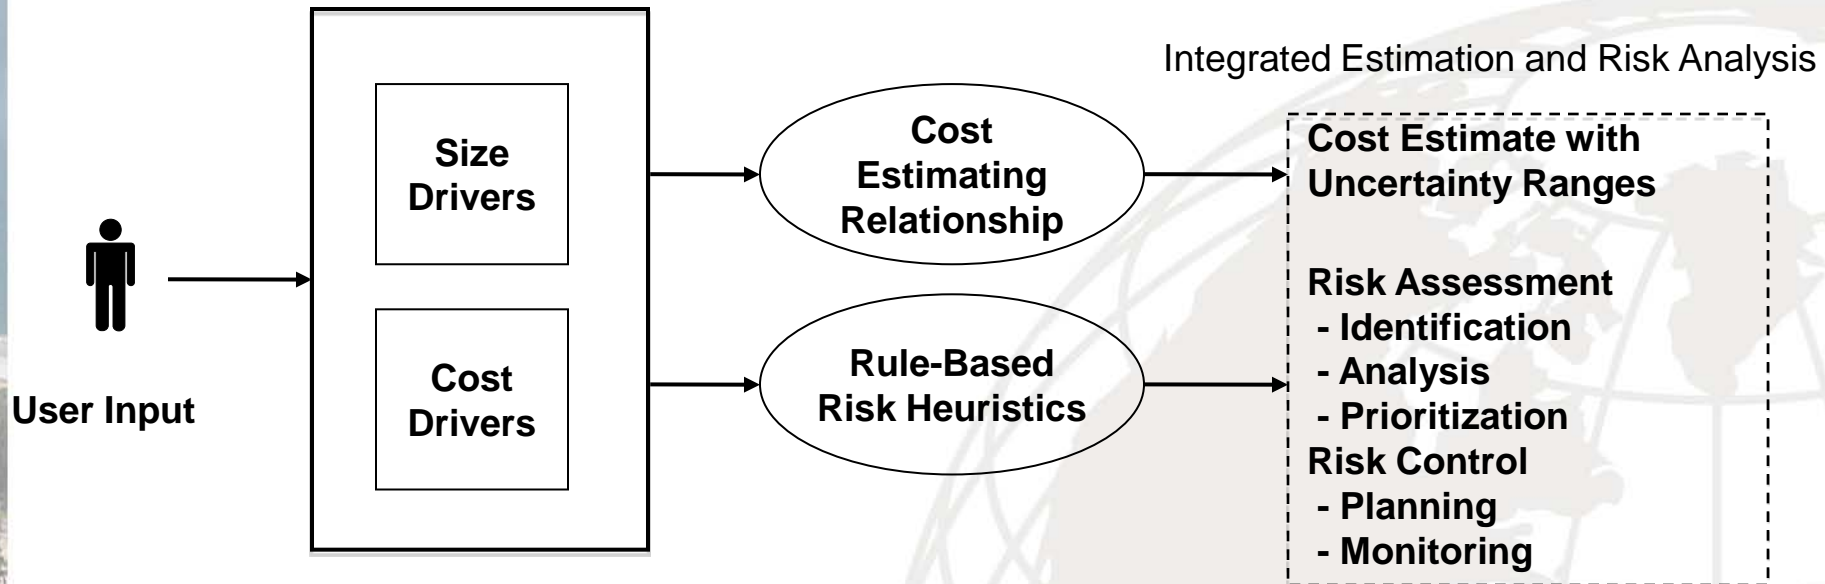 Integrated Estimation and Risk Analysis
User Input
Size
Drivers
Cost
Drivers
Cost
Estimating
Relationship
Rule-Based
Risk Heuristics
Cost Estimate with
Uncertainty Ranges
Risk Assessment
- Identification
- Analysis
- Prioritization
Risk Control
- Planning
- Monitoring